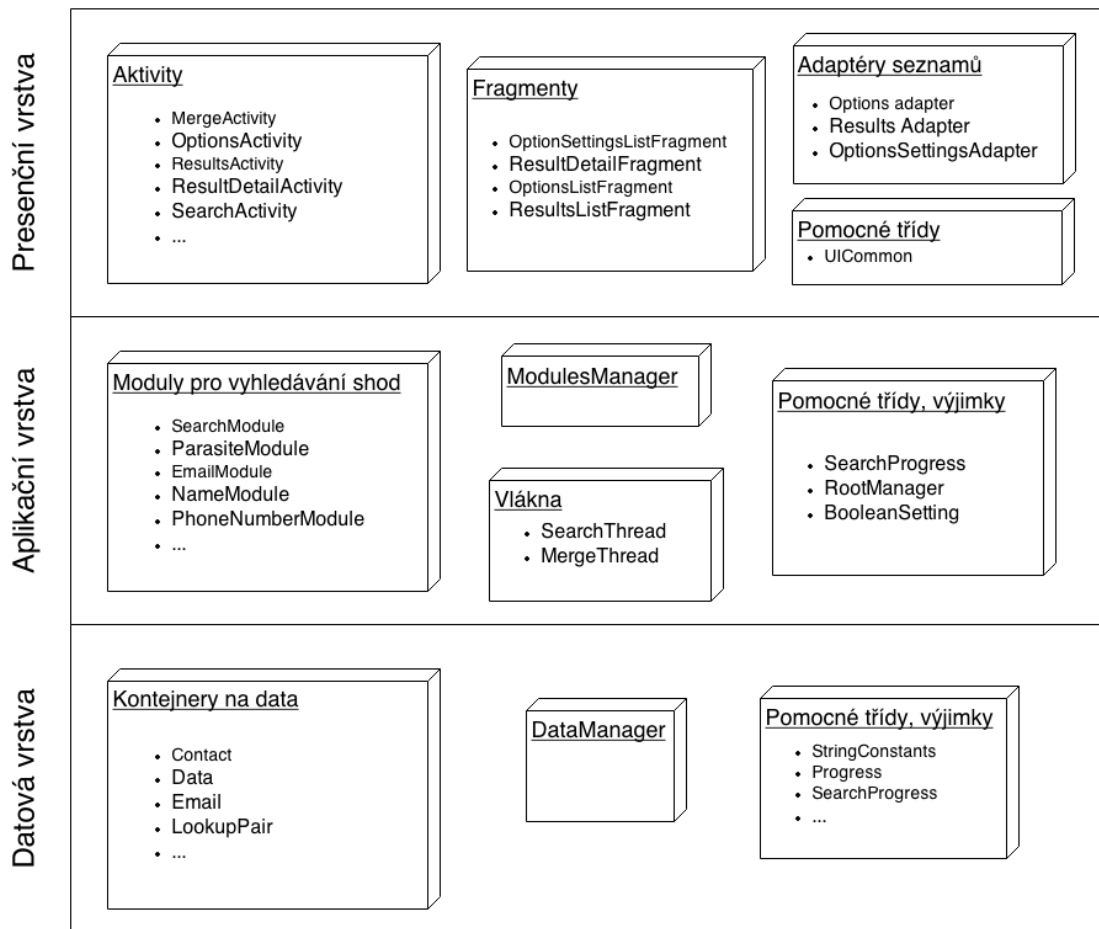 Presenční vrstva
Aktivity
• MergeActivity
• OptionsActivity
• ResultsActivity
• ResultDetailActivity
• SearchActivity
• ...
Fragmenty
• OptionSettingsListFragment
• ResultDetailFragment
• OptionsListFragment
• ResultsListFragment
Adaptéry seznamů
• Options adapter
• Results Adapter
• OptionsSettingsAdapter
Pomocné třídy
• UICommon
Aplikační vrstva
Moduly pro vyhledávání shod
• SearchModule
• ParasiteModule
• EmailModule
• NameModule
• PhoneNumberModule
• ...
ModulesManager
Vlákna
• SearchThread
• MergeThread
Pomocné třídy, výjimky
• SearchProgress
• RootManager
• BooleanSetting
Datová vrstva
Kontejnery na data
• Contact
• Data
• Email
• LookupPair
• ...
DataManager
Pomocné třídy, výjimky
• StringConstants
• Progress
• SearchProgress
• ...